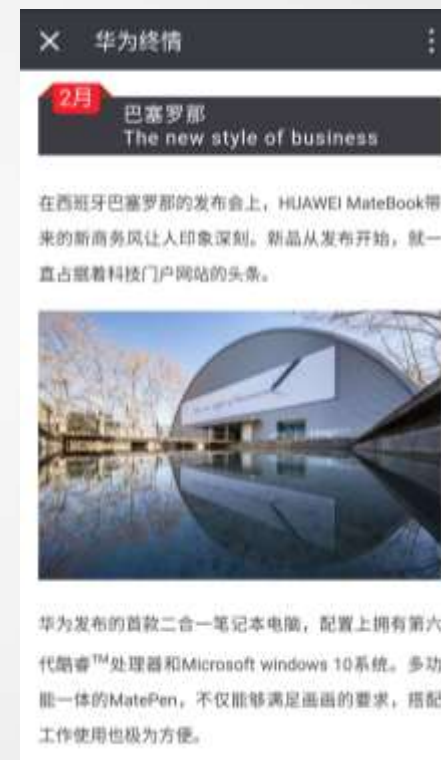 华为终情
2月
巴塞罗那
The new style of business
在西班牙巴塞罗那的发布会上，HUAWEI MateBook带
来的新商务风让人印象深刻。新品从发布开始，就一
直占据着科技门户网站的头条。
华为发布的首款二合一笔记本电脑，配置上拥有第六
代酷睿™处理器和Microsoft windows 10系统。多功
能一体的MatePen，不仅能够满足画画的要求，搭配
工作使用也极为方便。